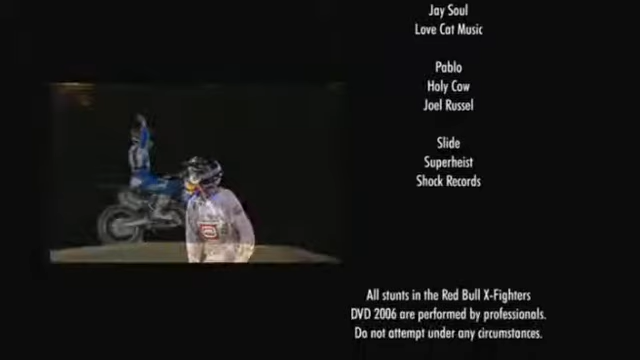 Jay Soul
Love Cat Music
Pablo
Holy Cow
Joel Russel
Slide
Superheist
Shock Records
All stunts in the Red Bull X-Fighters
DVD 2006 are performed by professionals.
Do not attempt under any circumstances.